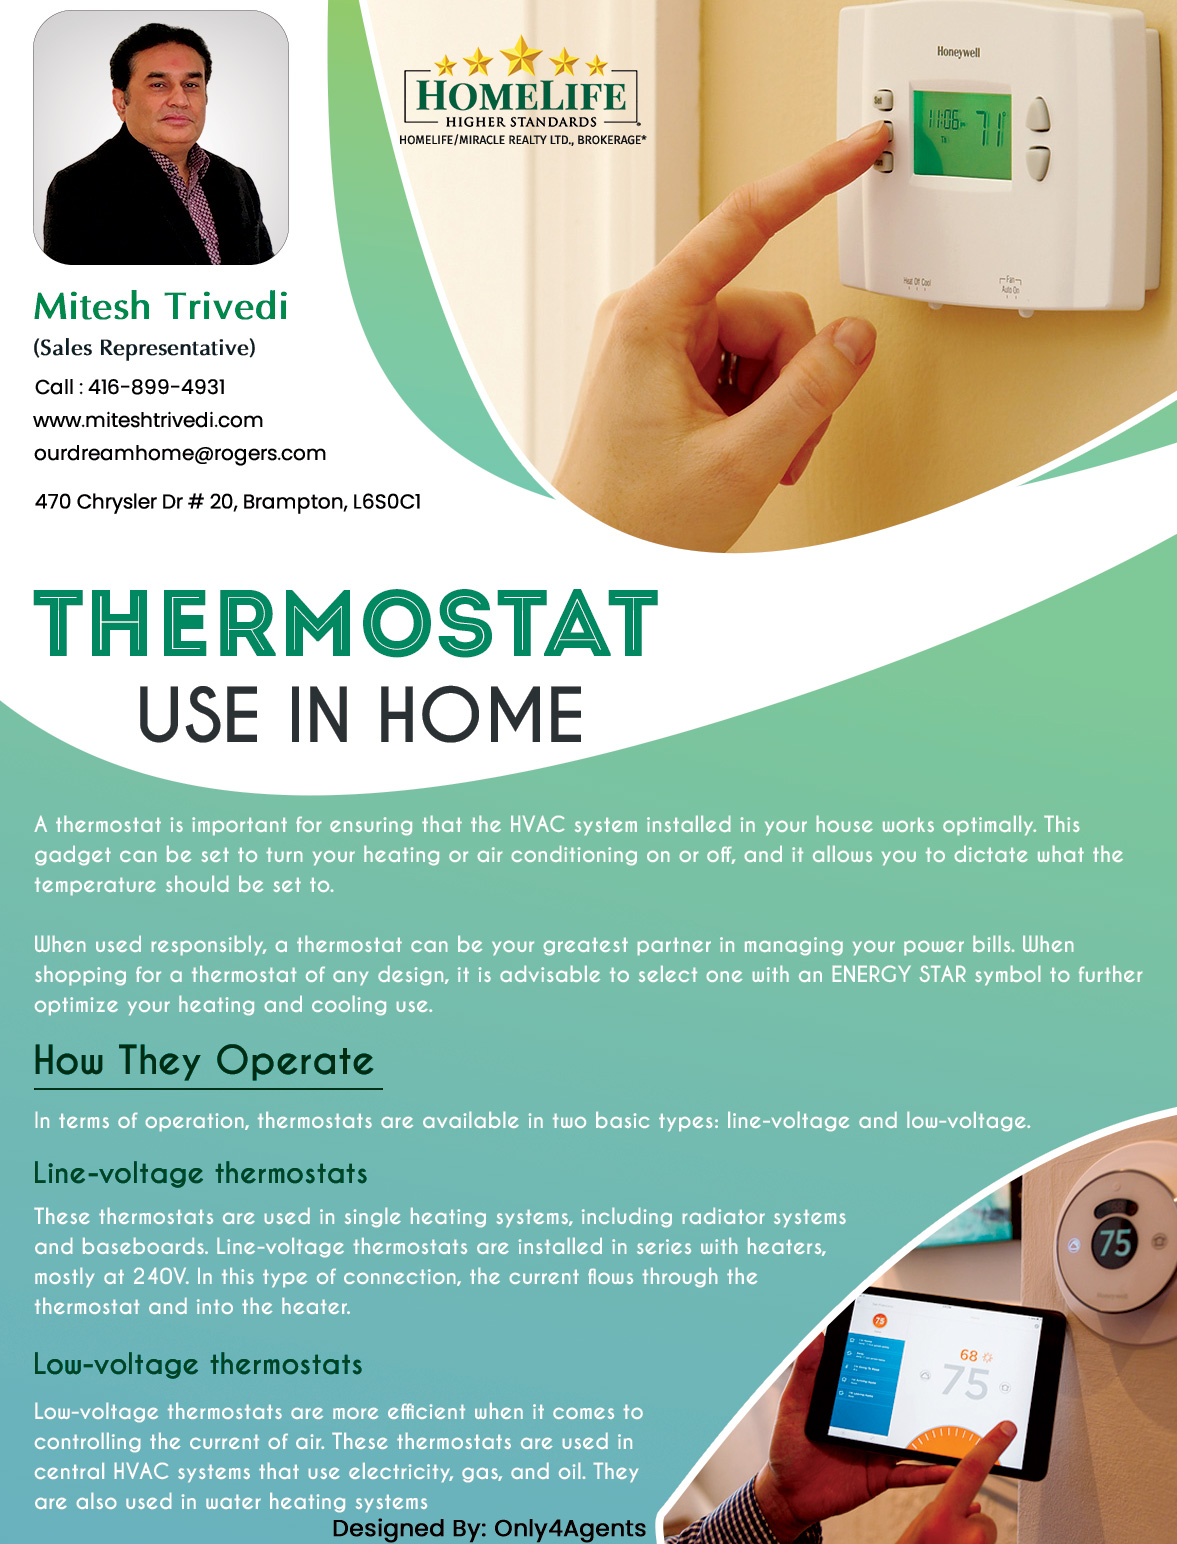 HOMELIFE
HIGHER STANDARDS
HOMELIFE/MIRACLE REALTY LTD., BROKERAGE*
Honeywell
11:06
71°
Heat Off Cool
Fan
Auto On
Mitesh Trivedi
(Sales Representative)
Call : 416-899-4931
www.miteshtrivedi.com
ourdreamhome@rogers.com
470 Chrysler Dr # 20, Brampton, L6S0C1
THERMOSTAT
USE IN HOME
A thermostat is important for ensuring that the HVAC system installed in your house works optimally. This
gadget can be set to turn your heating or air conditioning on or off, and it allows you to dictate what the
temperature should be set to.
When used responsibly, a thermostat can be your greatest partner in managing your power bills. When
shopping for a thermostat of any design, it is advisable to select one with an ENERGY STAR symbol to further
optimize your heating and cooling use.
How They Operate
In terms of operation, thermostats are available in two basic types: line-voltage and low-voltage.
Line-voltage thermostats
These thermostats are used in single heating systems, including radiator systems
and baseboards. Line-voltage thermostats are installed in series with heaters,
mostly at 240V. In this type of connection, the current flows through the
thermostat and into the heater.
Low-voltage thermostats
Low-voltage thermostats are more efficient when it comes to
controlling the current of air. These thermostats are used in
central HVAC systems that use electricity, gas, and oil. They
are also used in water heating systems
75
Honeywell
75
68
75
Designed By: Only4Agents